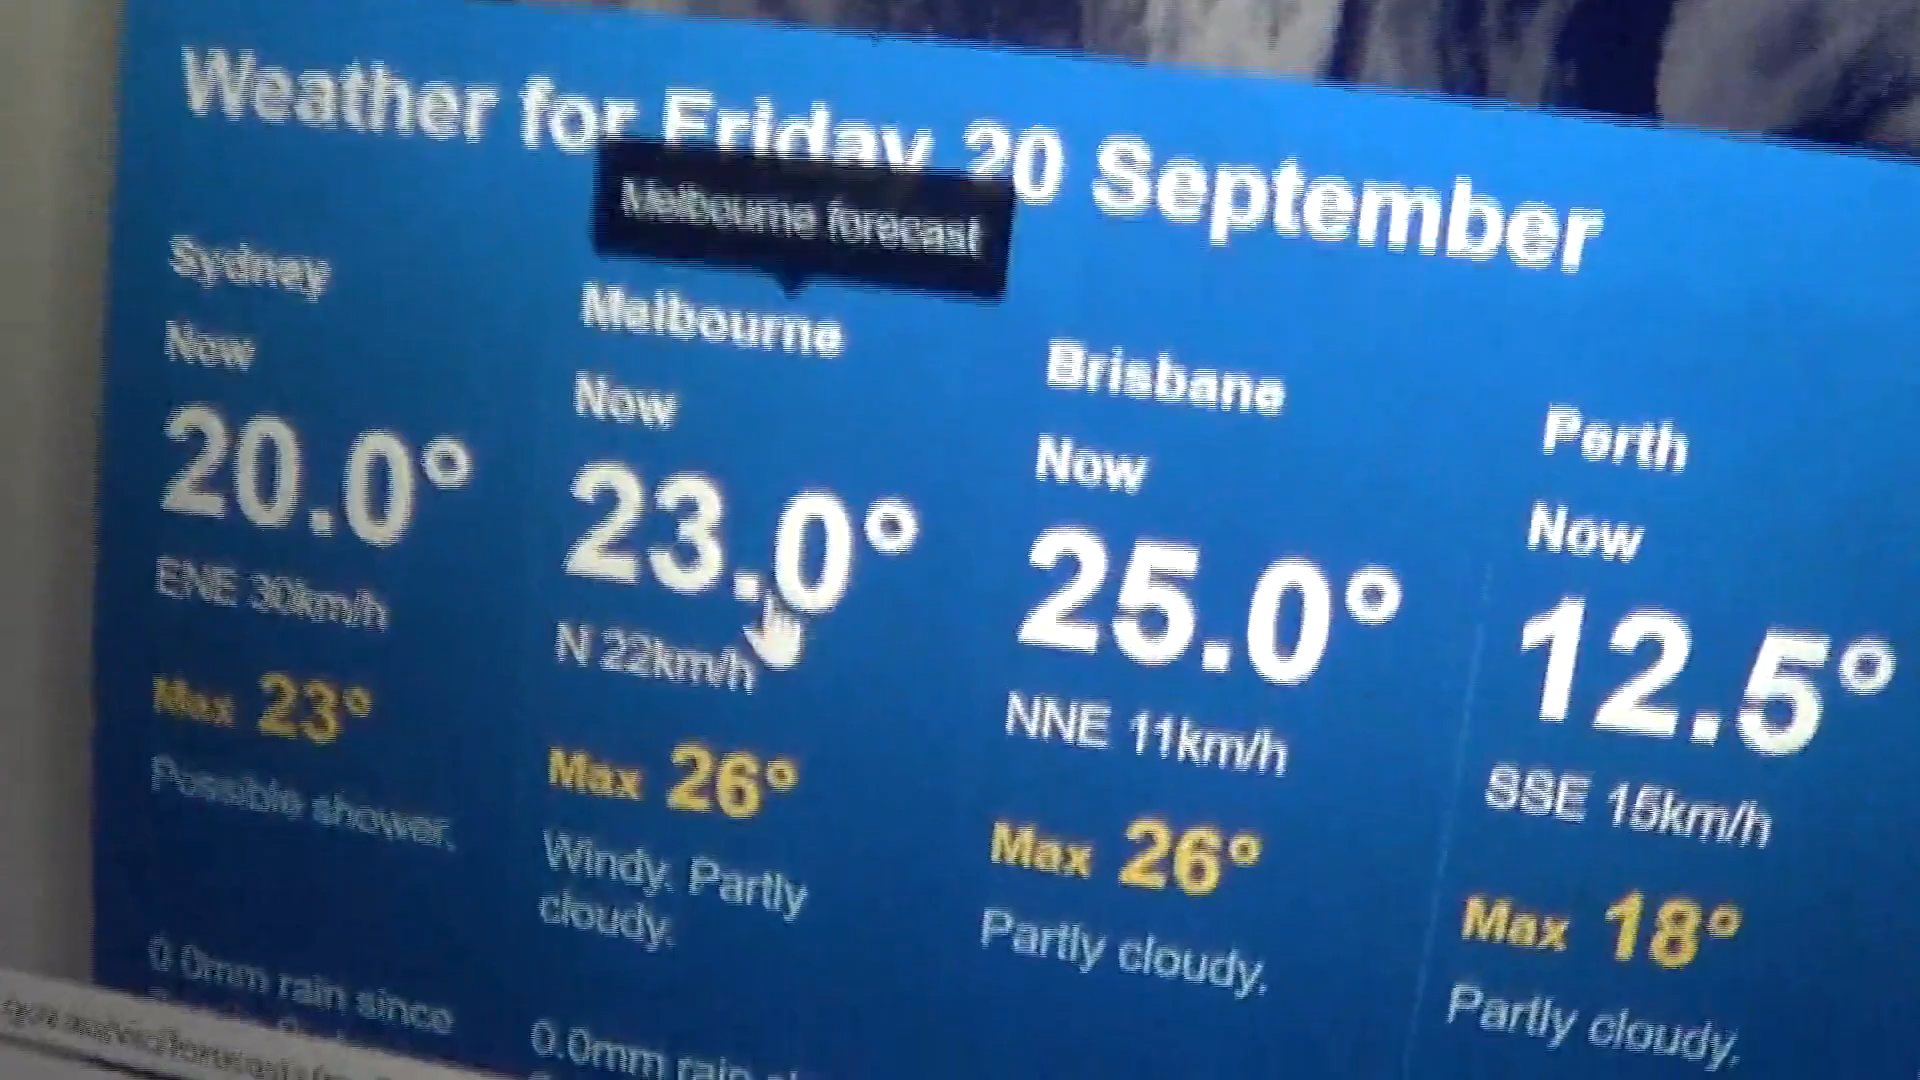 Weather for Friday 20 September
Melbourne forecast
Sydney
Now
20.0°
ENE 30km/h
Max 23°
Possible shower.
0.0mm rain since
Melbourne
Now
23.0°
N 22km/h
Max 26°
Windy. Partly
cloudy.
0.0mm rain
Brisbane
Now
25.0°
NNE 11km/h
Max 26°
Partly cloudy.
Perth
Now
12.5°
SSE 15km/h
Max 18°
Partly cloudy.